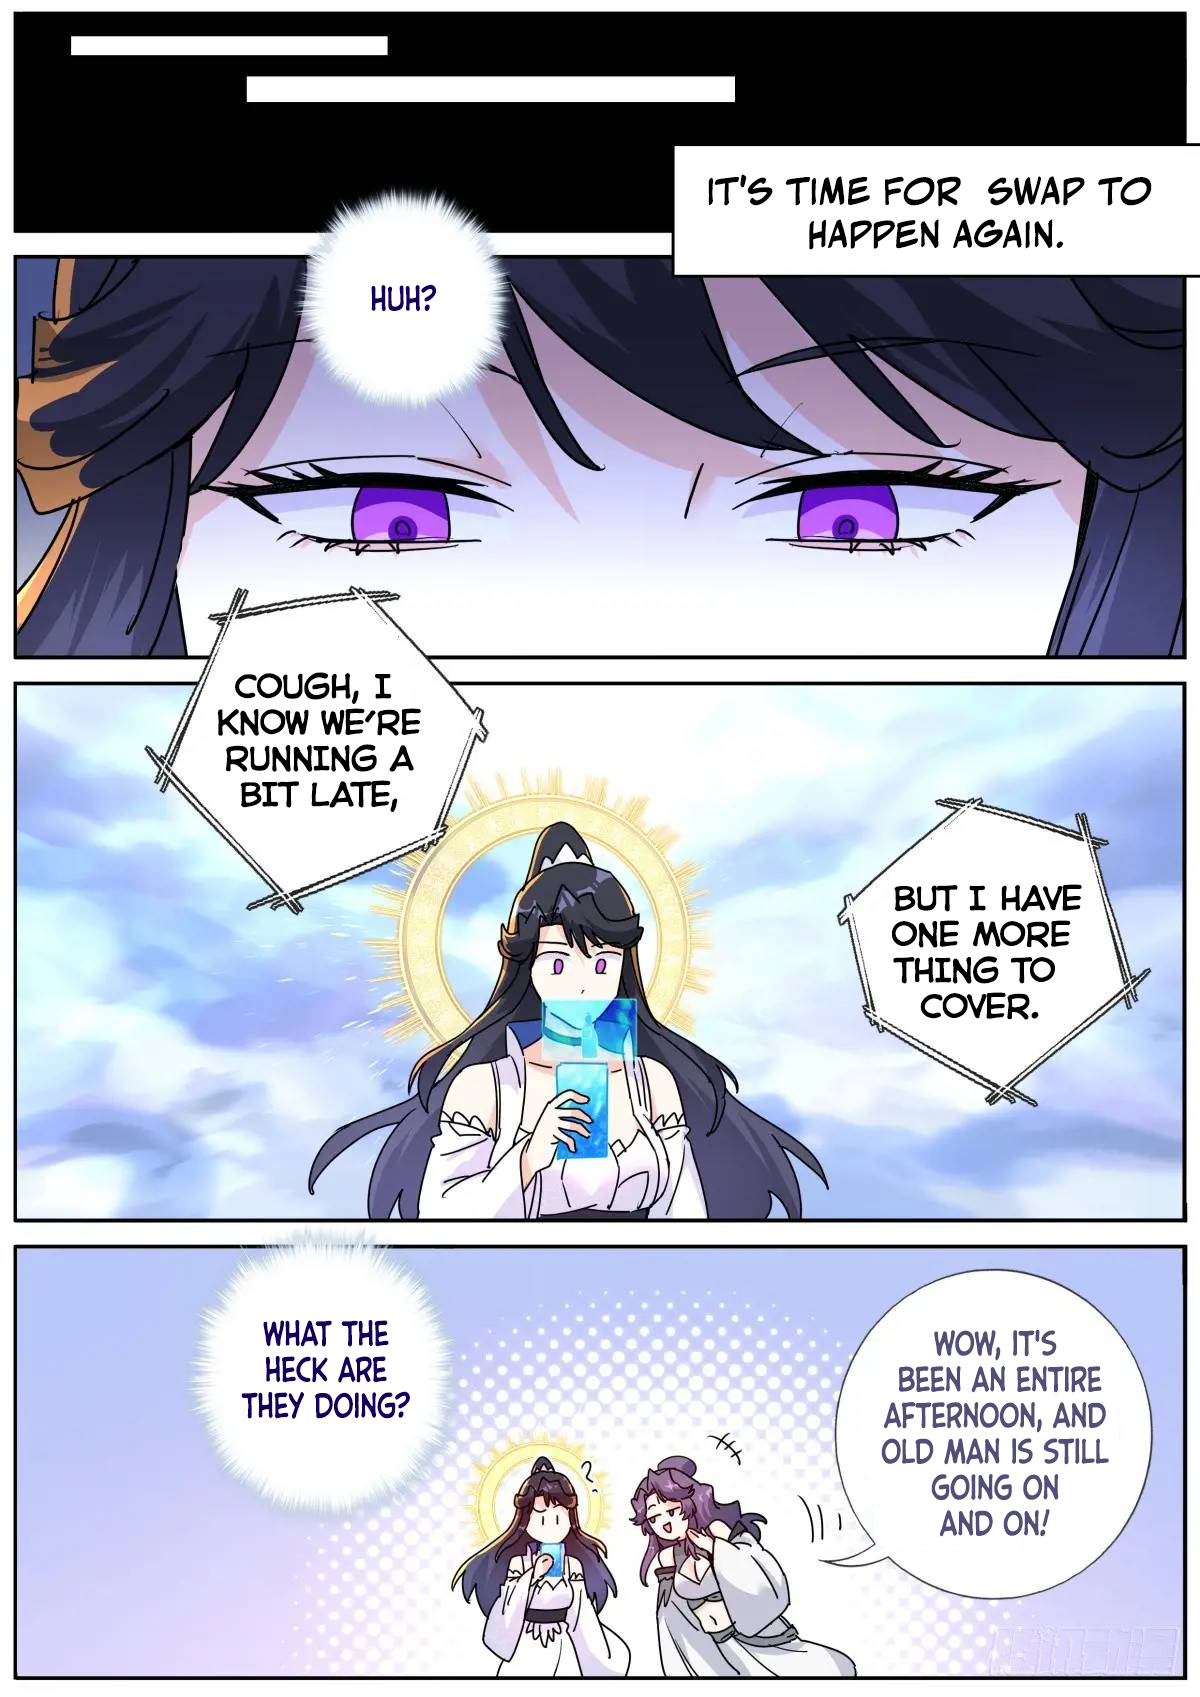 IT'S TIME FOR SWAP TO
HAPPEN AGAIN.
HUH?
COUGH, I
KNOW WE'RE
RUNNING A
BIT LATE,
BUT I HAVE
ONE MORE
THING TO
COVER.
WHAT THE
HECK ARE
THEY DOING?
?
WOW, IT'S
BEEN AN ENTIRE
AFTERNOON, AND
OLD MAN IS STILL
GOING ON
AND ON!